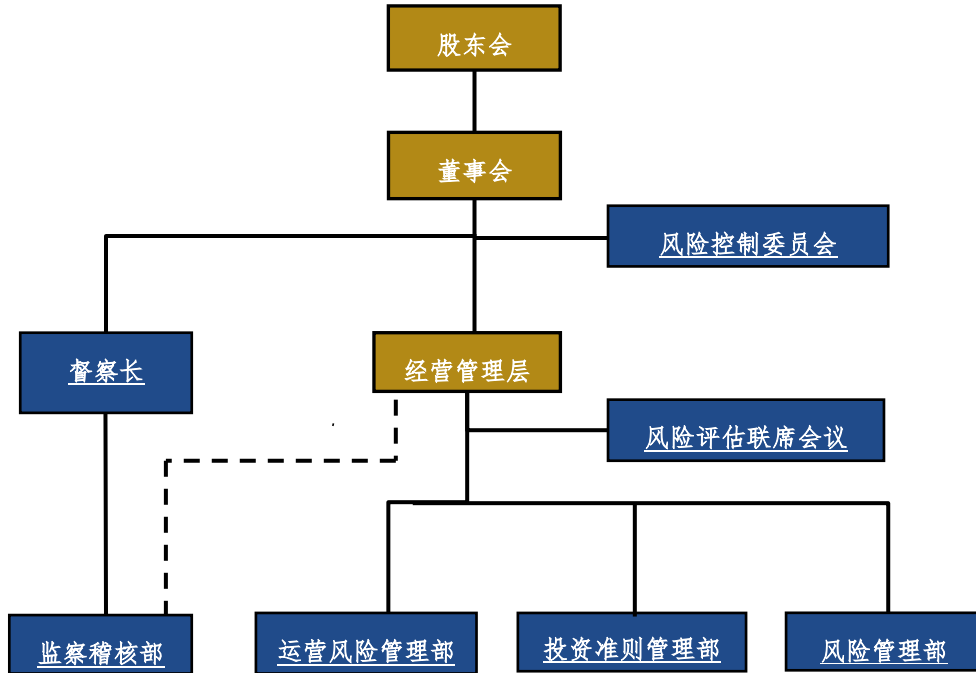 股东会
董事会
风险控制委员会
督察长
经营管理层
风险评估联席会议
监察稽核部
运营风险管理部
投资准则管理部
风险管理部